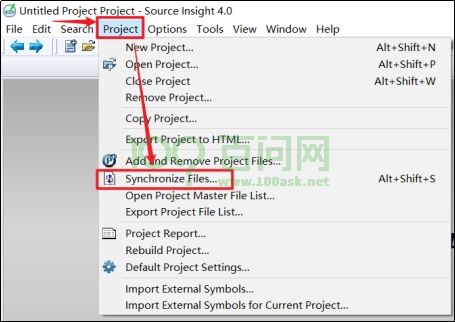 Untitled Project Project - Source Insight 4.0
File Edit Search Project Options Tools View Window Help
New Project... Alt+Shift+N
Open Project... Alt+Shift+P
Close Project Alt+Shift+W
Remove Project...
Copy Project...
Export Project to HTML...
Add and Remove Project Files...
Synchronize Files... Alt+Shift+S
Open Project Master File List...
Export Project File List...
Project Report...
Rebuild Project...
Default Project Settings...
Import External Symbols...
Import External Symbols for Current Project...
百问网
www.100ask.net